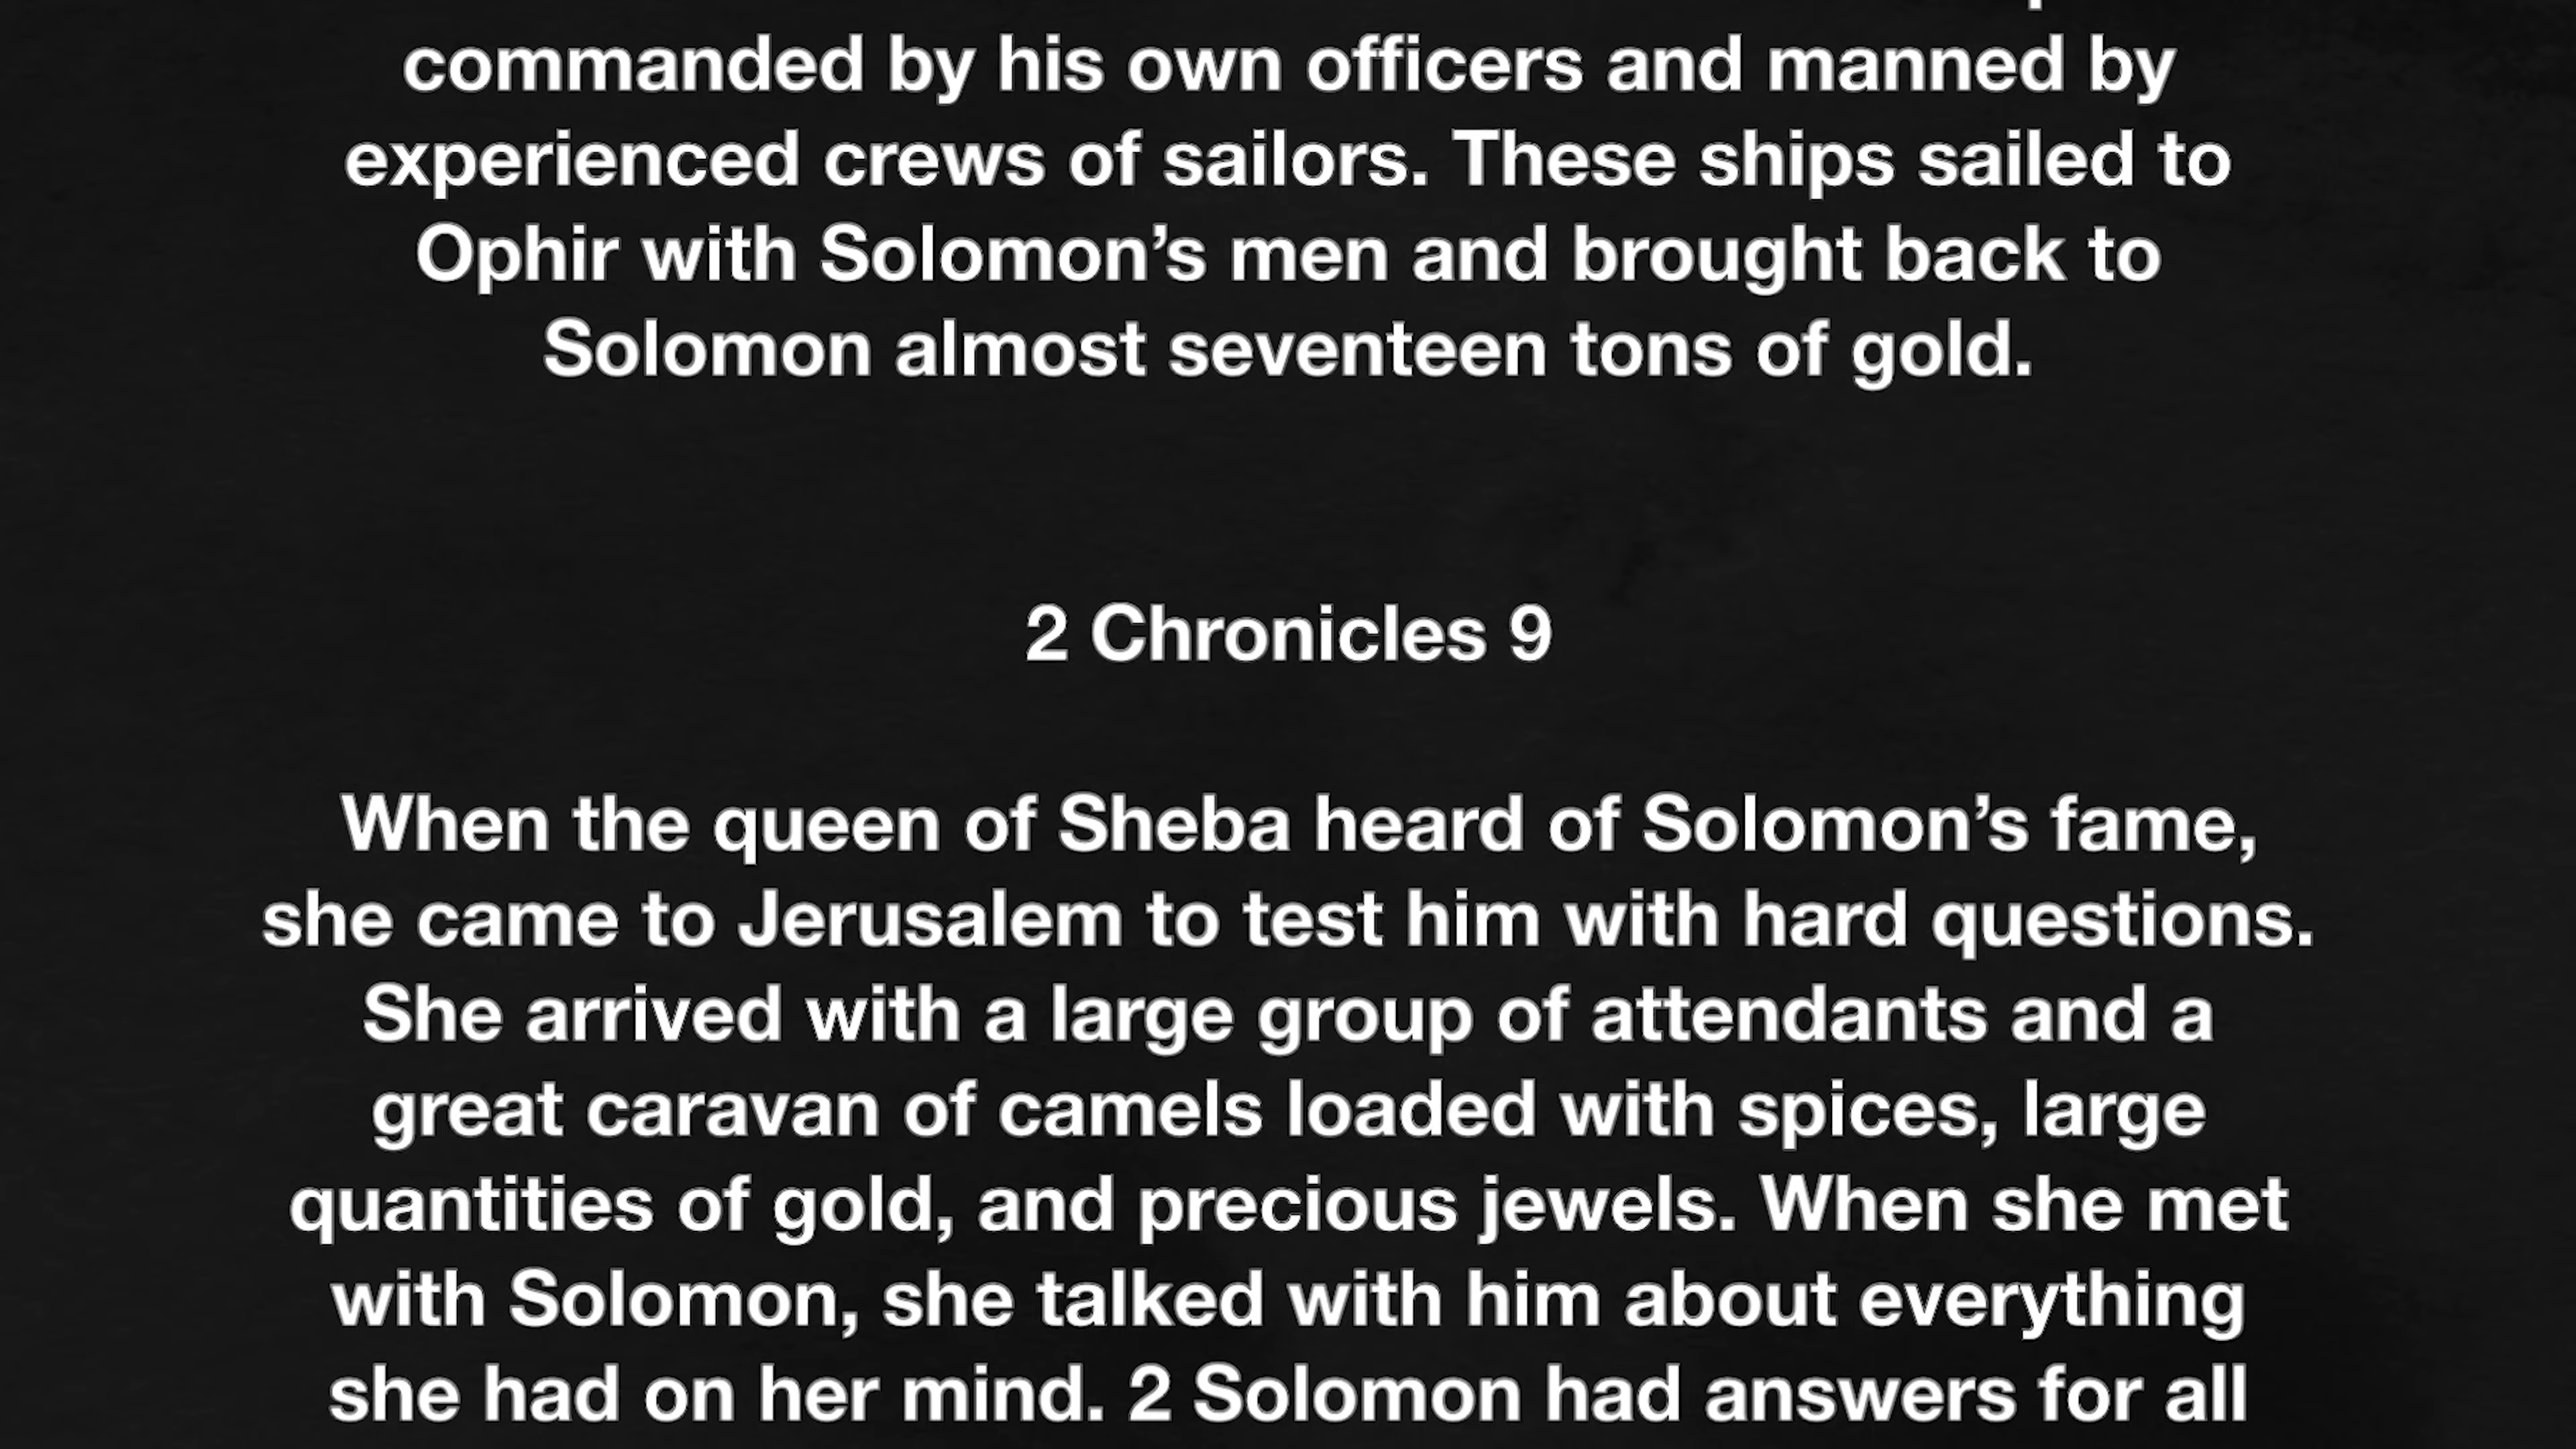 commanded by his own officers and manned by
experienced crews of sailors. These ships sailed to
Ophir with Solomon’s men and brought back to
Solomon almost seventeen tons of gold.
2 Chronicles 9
When the queen of Sheba heard of Solomon’s fame,
she came to Jerusalem to test him with hard questions.
She arrived with a large group of attendants and a
great caravan of camels loaded with spices, large
quantities of gold, and precious jewels. When she met
with Solomon, she talked with him about everything
she had on her mind. 2 Solomon had answers for all